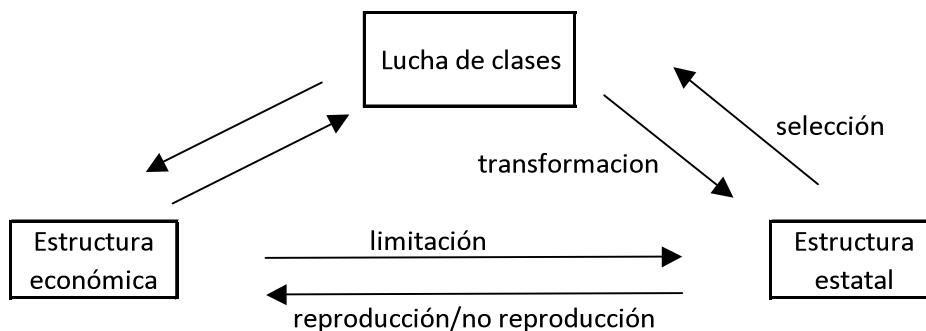 Lucha de clases
selección
transformacion
Estructura
económica
limitación
Estructura
estatal
reproducción/no reproducción